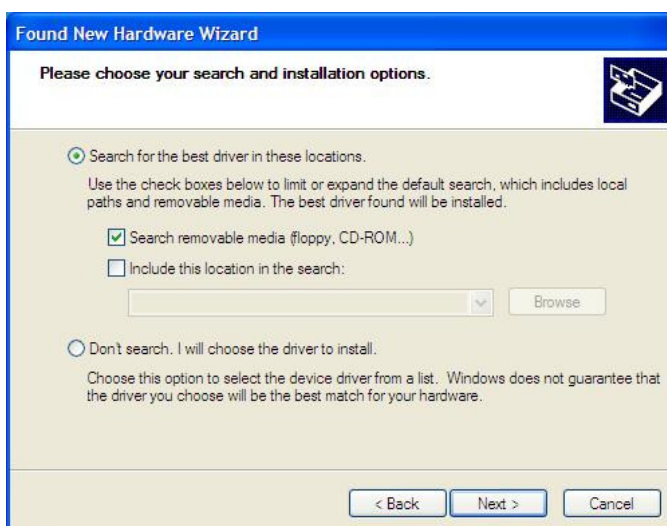 Found New Hardware Wizard
Please choose your search and installation options.
Search for the best driver in these locations.
Use the check boxes below to limit or expand the default search, which includes local
paths and removable media. The best driver found will be installed.
Search removable media (floppy, CD-ROM...)
Include this location in the search:
Browse
Don't search. I will choose the driver to install.
Choose this option to select the device driver from a list.  Windows does not guarantee that
the driver you choose will be the best match for your hardware.
< Back
Next >
Cancel